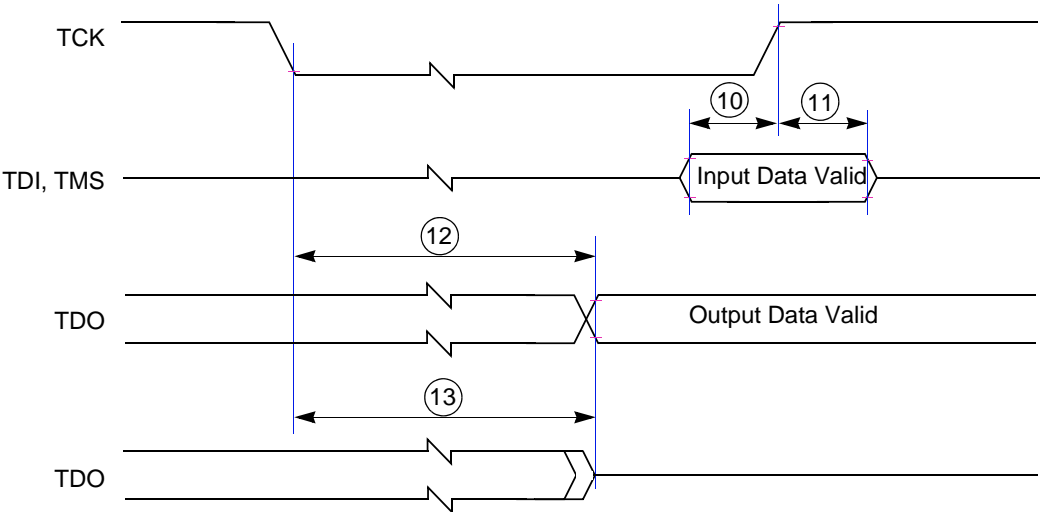 TCK
10
11
TDI, TMS
Input Data Valid
12
TDO
Output Data Valid
13
TDO